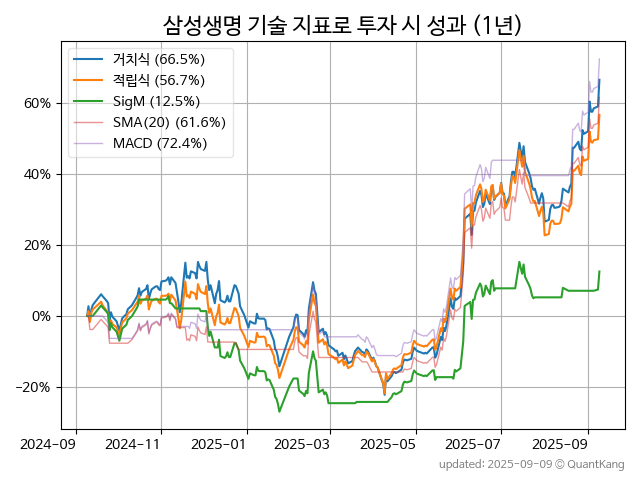 삼성생명 기술 지표로 투자 시 성과 (1년)
거치식 (66.5%)
적립식 (56.7%)
SigM (12.5%)
SMA(20) (61.6%)
MACD (72.4%)
60%
40%
20%
0%
−20%
2024-09 2024-11 2025-01 2025-03 2025-05 2025-07 2025-09
updated: 2025-09-09 © QuantKang